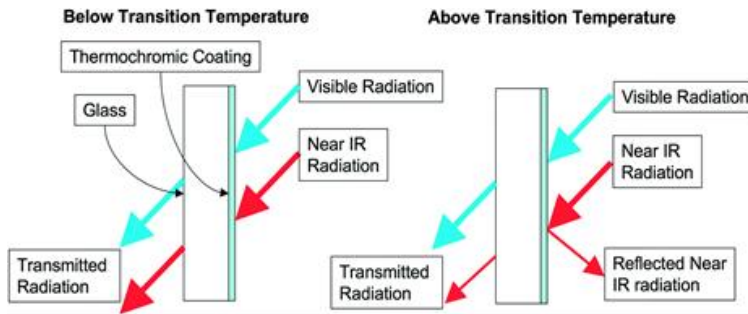 Below Transition Temperature
Thermochromic Coating
Glass
Visible Radiation
Near IR
Radiation
Transmitted
Radiation
Above Transition Temperature
Visible Radiation
Near IR
Radiation
Transmitted
Radiation
Reflected Near
IR radiation